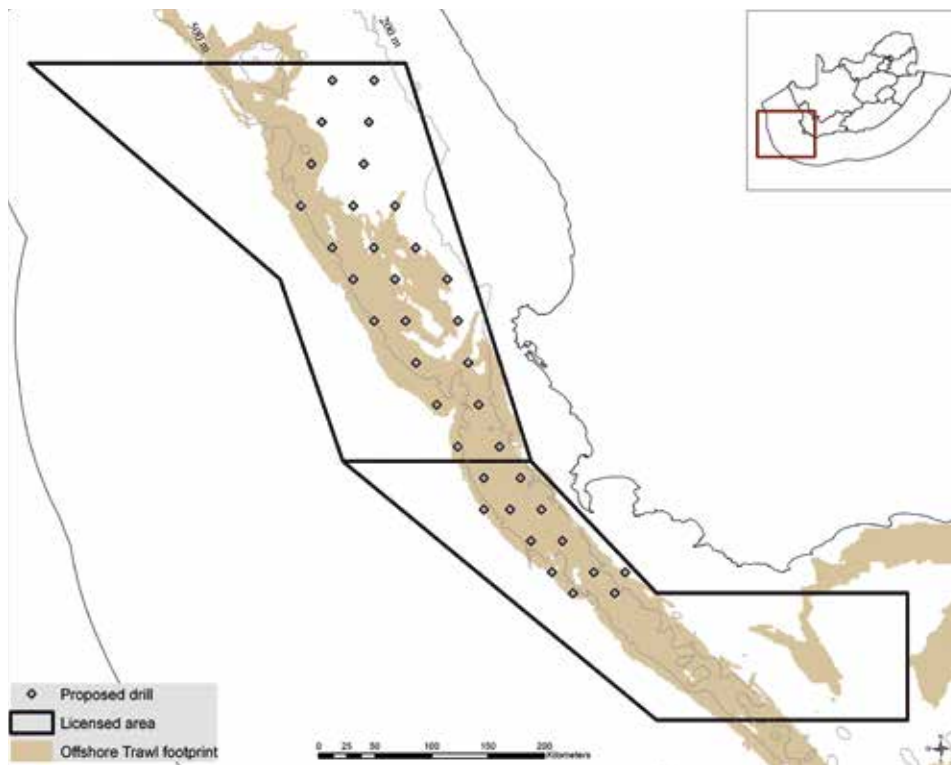 500 m
200 m
Proposed drill
Licensed area
Offshore Trawl footprint
0 25 50 100 150 200
Kilometers